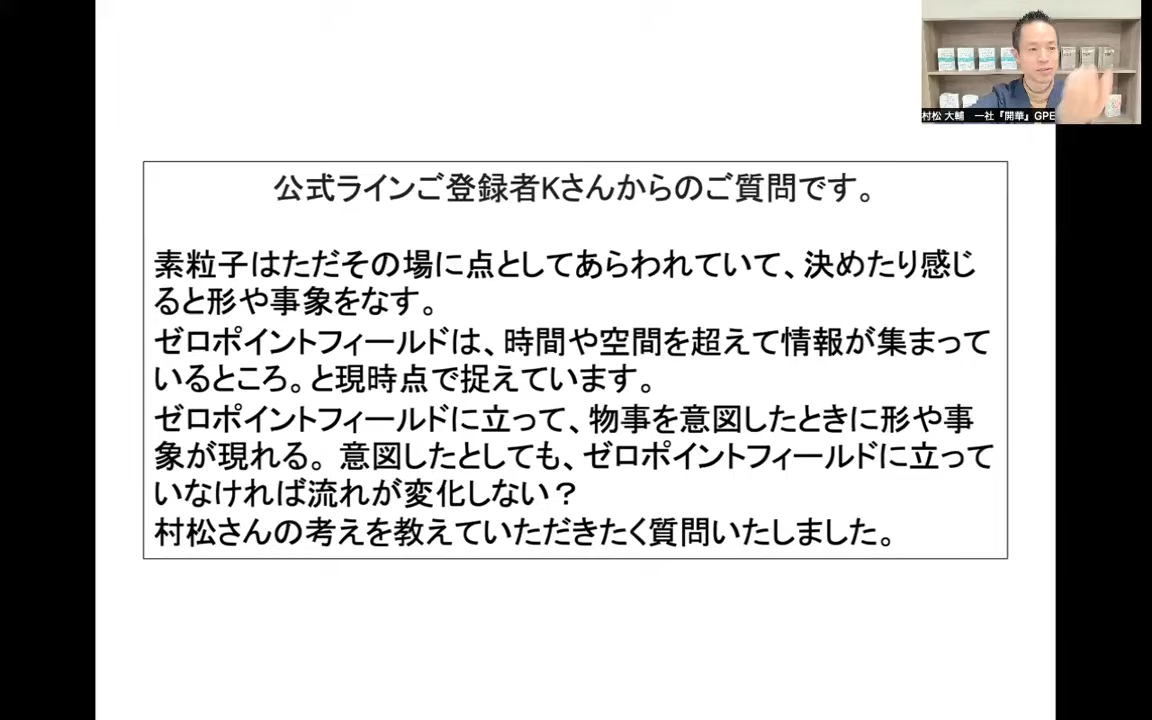 村松 大輔 一社『開華』GPE
公式ラインご登録者Kさんからのご質問です。
素粒子はただその場に点としてあらわれていて、決めたり感じ
ると形や事象をなす。
ゼロポイントフィールドは、時間や空間を超えて情報が集まって
いるところ。と現時点で捉えています。
ゼロポイントフィールドに立って、物事を意図したときに形や事
象が現れる。 意図したとしても、ゼロポイントフィールドに立って
いなければ流れが変化しない？
村松さんの考えを教えていただきたく質問いたしました。